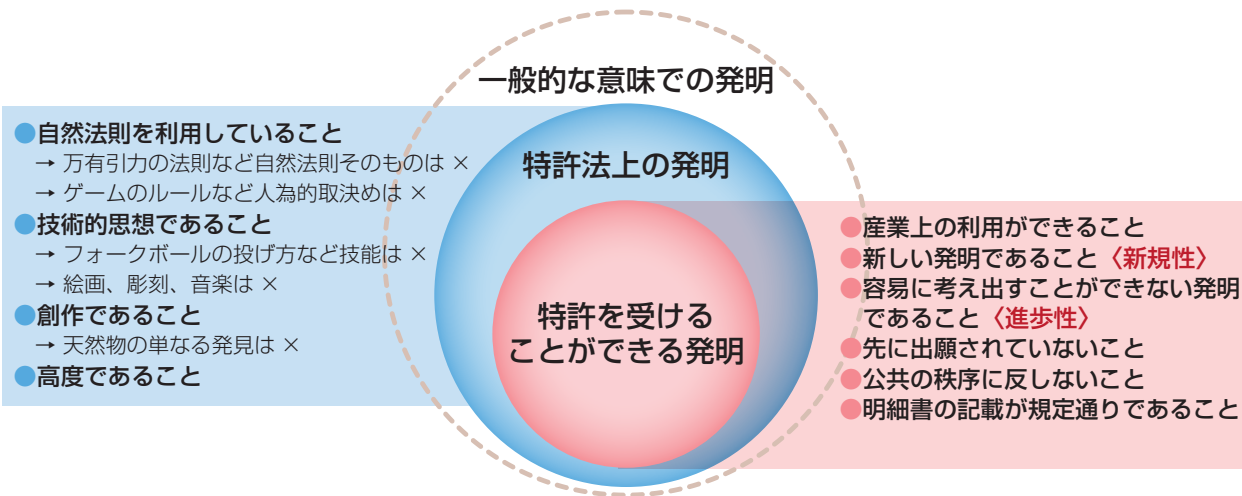 一般的な意味での発明
●自然法則を利用していること
→ 万有引力の法則など自然法則そのものは ×
→ ゲームのルールなど人為的取決めは ×
●技術的思想であること
→ フォークボールの投げ方など技能は ×
→ 絵画、彫刻、音楽は ×
●創作であること
→ 天然物の単なる発見は ×
●高度であること
特許法上の発明
特許を受ける
ことができる発明
●産業上の利用ができること
●新しい発明であること〈新規性〉
●容易に考え出すことができない発明
であること〈進歩性〉
●先に出願されていないこと
●公共の秩序に反しないこと
●明細書の記載が規定通りであること